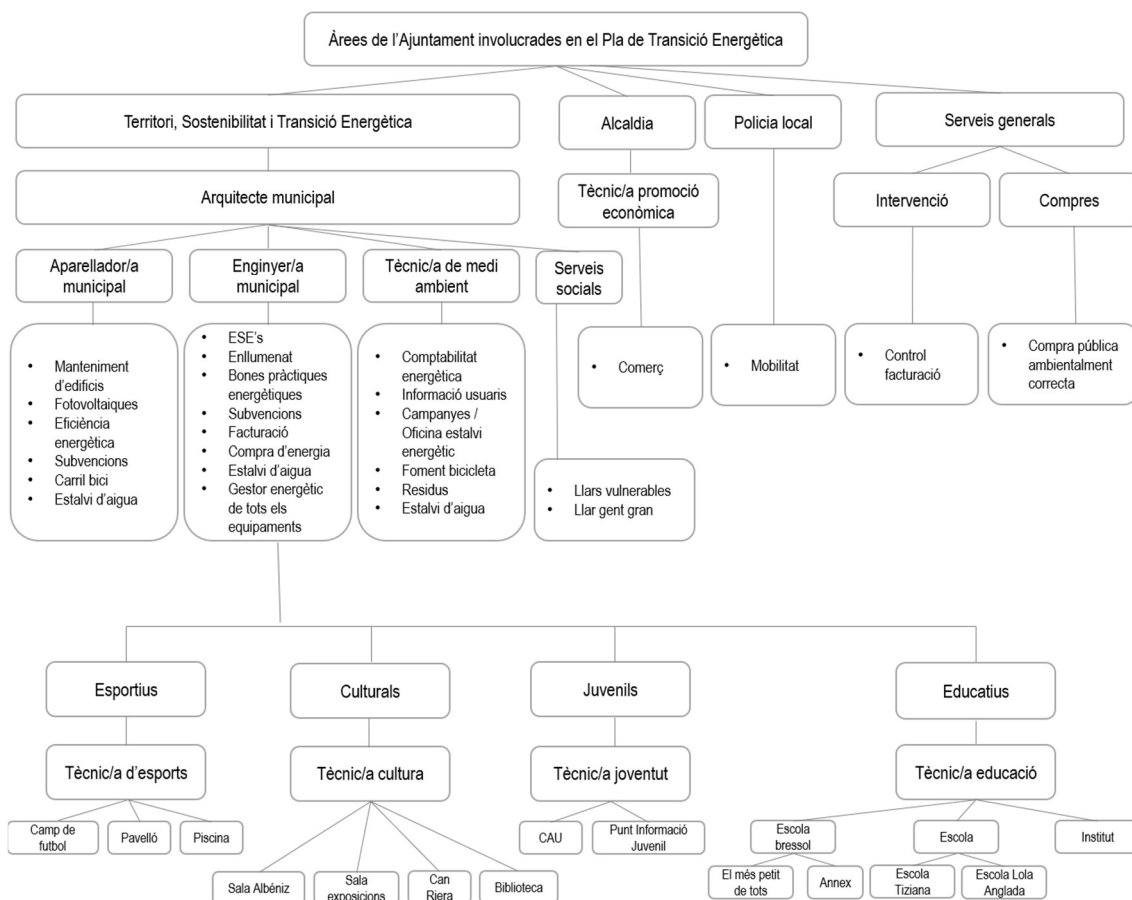 Àrees de l'Ajuntament involucrades en el Pla de Transició Energètica
Territori, Sostenibilitat i Transició Energètica
Alcaldia
Policia local
Serveis generals
Arquitecte municipal
Tècnic/a promoció
econòmica
Intervenció
Compres
Aparellador/a
municipal
Enginyer/a
municipal
Tècnic/a de medi
ambient
Serveis
socials
• Manteniment
d'edificis
• Fotovoltaiques
• Eficiència
energètica
• Subvencions
• Carril bici
• Estalvi d'aigua
• ESE's
• Enllumenat
• Bones pràctiques
energètiques
• Subvencions
• Facturació
• Compra d'energia
• Estalvi d'aigua
• Gestor energètic
de tots els
equipaments
• Comptabilitat
energètica
• Informació usuaris
• Campanyes /
Oficina estalvi
energètic
• Foment bicicleta
• Residus
• Estalvi d'aigua
• Llars vulnerables
• Llar gent gran
• Comerç
• Mobilitat
• Control
facturació
• Compra pública
ambientalment
correcta
Esportius
Culturals
Juvenils
Educatius
Tècnic/a d'esports
Tècnic/a cultura
Tècnic/a joventut
Tècnic/a educació
Camp de
futbol
Pavelló
Piscina
Sala Albéniz
Sala
exposicions
Can
Riera
Biblioteca
CAU
Punt Informació
Juvenil
Escola
bressol
Escola
Institut
El més petit
de tots
Annex
Escola
Tiziana
Escola Lola
Anglada